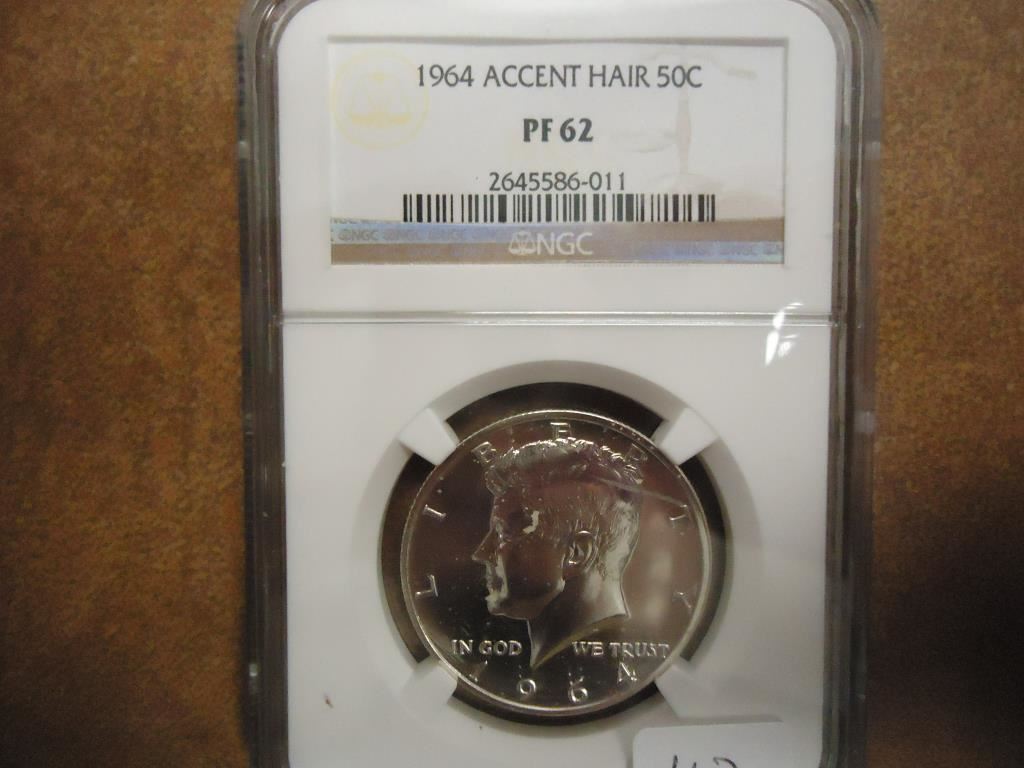 1964 ACCENT HAIR 50C
PF 62
2645586-011
NGC
LIBERTY
IN GOD WE TRUST
1964